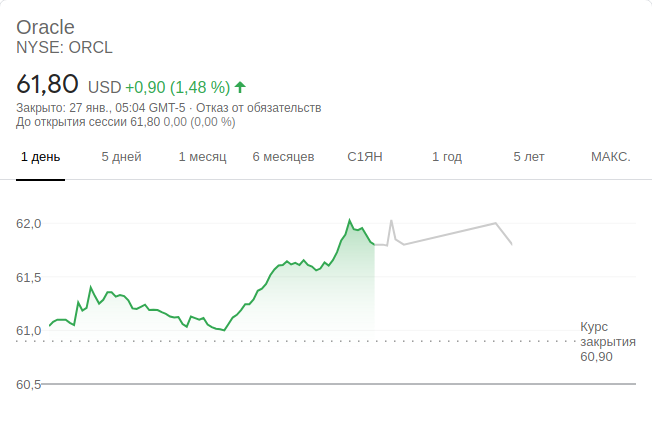 Oracle
NYSE: ORCL
61,80 USD +0,90 (1,48 %)
Закрыто: 27 янв., 05:04 GMT-5 · Отказ от обязательств
До открытия сессии 61,80 0,00 (0,00 %)
1 день 5 дней 1 месяц 6 месяцев С1ЯН 1 год 5 лет МАКС.
62,0
61,5
61,0
Курс
закрытия
60,90
60,5